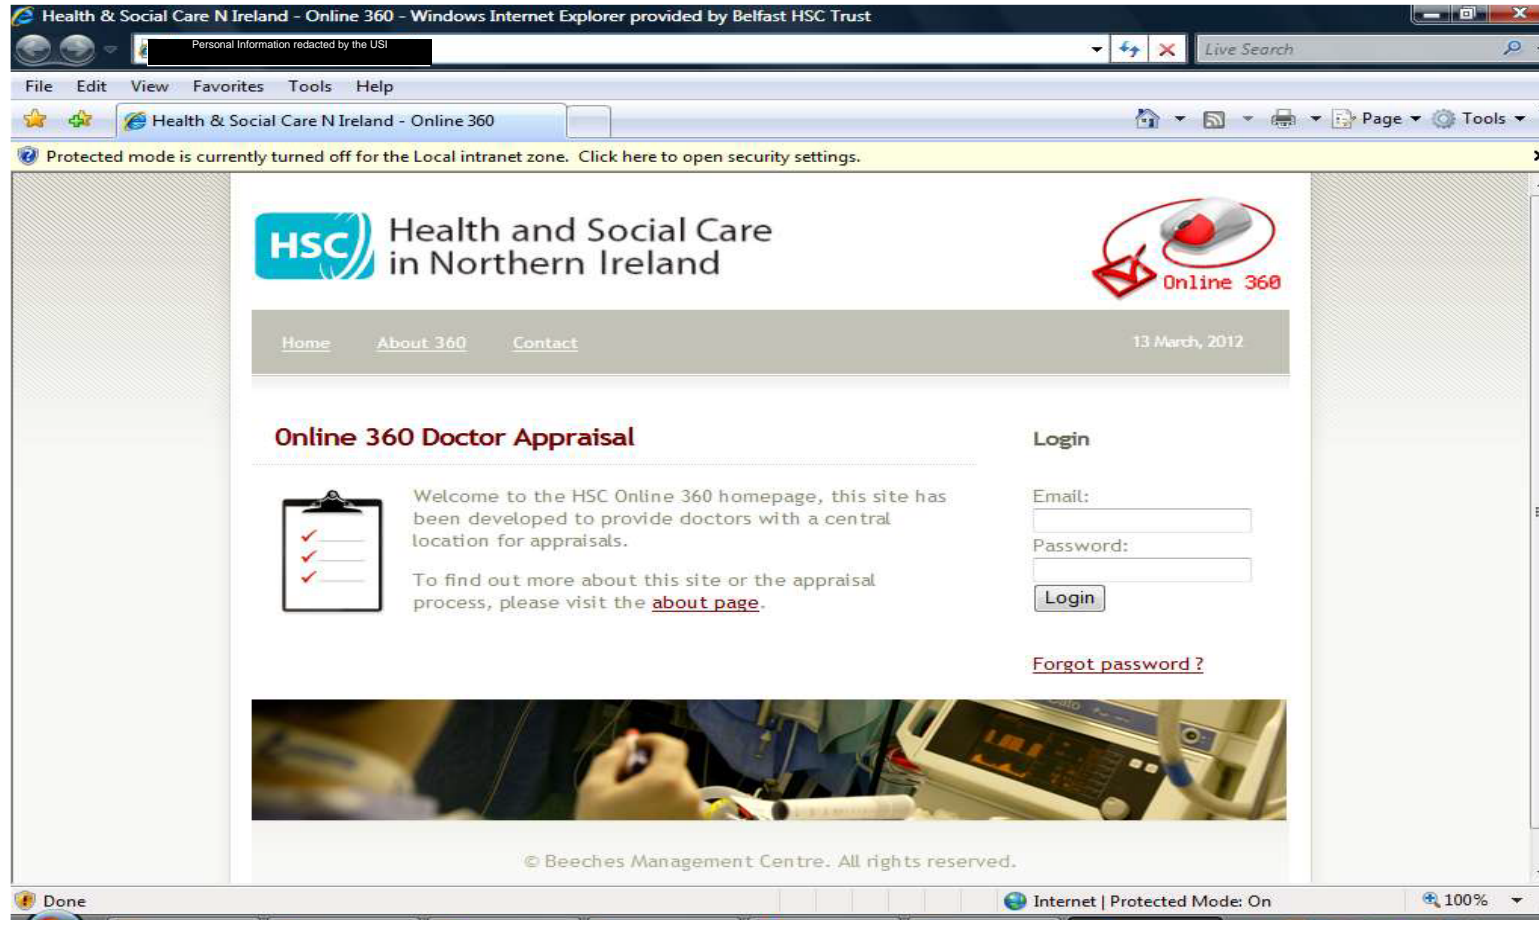 Health & Social Care N Ireland - Online 360 - Windows Internet Explorer provided by Belfast HSC Trust
Personal Information redacted by the USI
Live Search
File Edit View Favorites Tools Help
Health & Social Care N Ireland - Online 360
Page Tools
Protected mode is currently turned off for the Local intranet zone. Click here to open security settings.
HSC Health and Social Care
in Northern Ireland
Online 360
Home About 360 Contact 13 March, 2012
Online 360 Doctor Appraisal
Welcome to the HSC Online 360 homepage, this site has
been developed to provide doctors with a central
location for appraisals.
To find out more about this site or the appraisal
process, please visit the about page.
Login
Email:
Password:
Login
Forgot password ?
© Beeches Management Centre. All rights reserved.
Done Internet | Protected Mode: On 100%